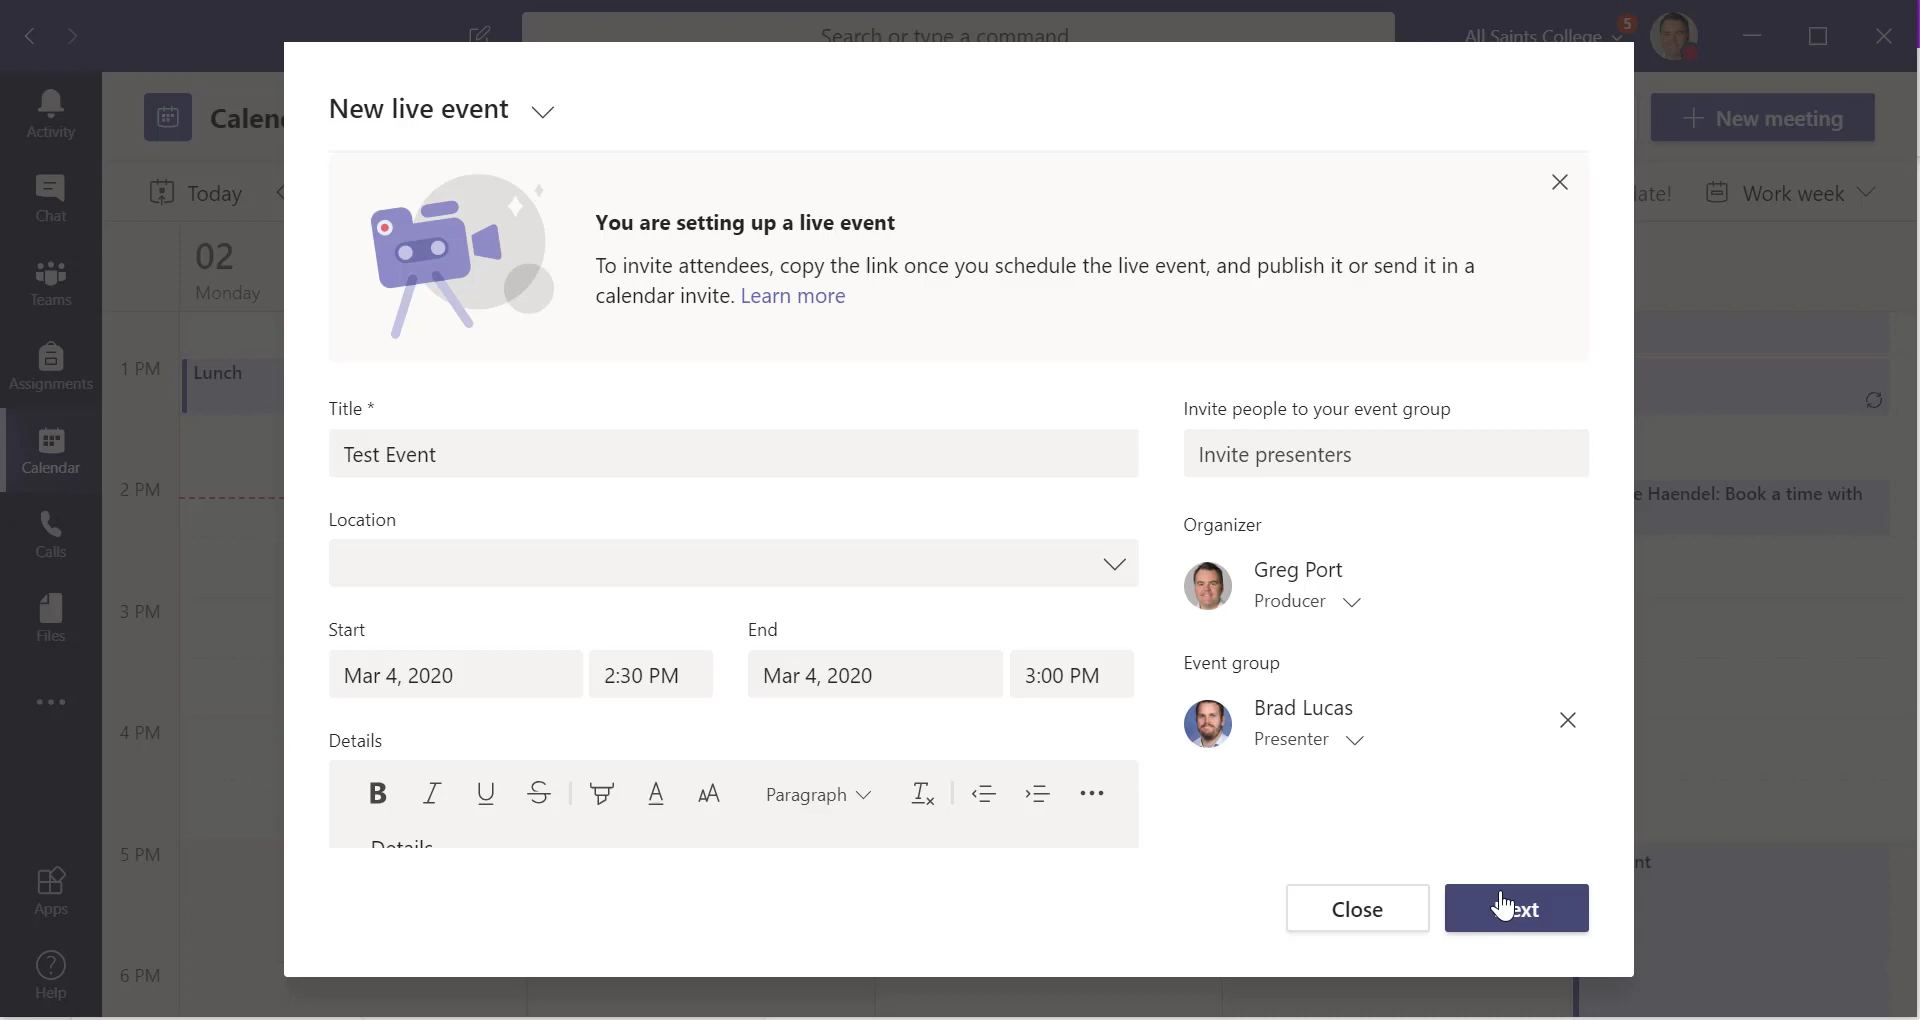 Search or type a command
All Saints College
5
Activity
Chat
Teams
Assignments
Calendar
Calls
Files
Apps
Help
New meeting
Today
Work week
02
Monday
1 PM
Lunch
2 PM
3 PM
4 PM
5 PM
6 PM
Haendel: Book a time with
New live event
You are setting up a live event
To invite attendees, copy the link once you schedule the live event, and publish it or send it in a
calendar invite. Learn more
Title *
Test Event
Location
Start
Mar 4, 2020 2:30 PM
End
Mar 4, 2020 3:00 PM
Details
B I U S A AA Paragraph Tx
Details
Invite people to your event group
Invite presenters
Organizer
Greg Port
Producer
Event group
Brad Lucas
Presenter
Close